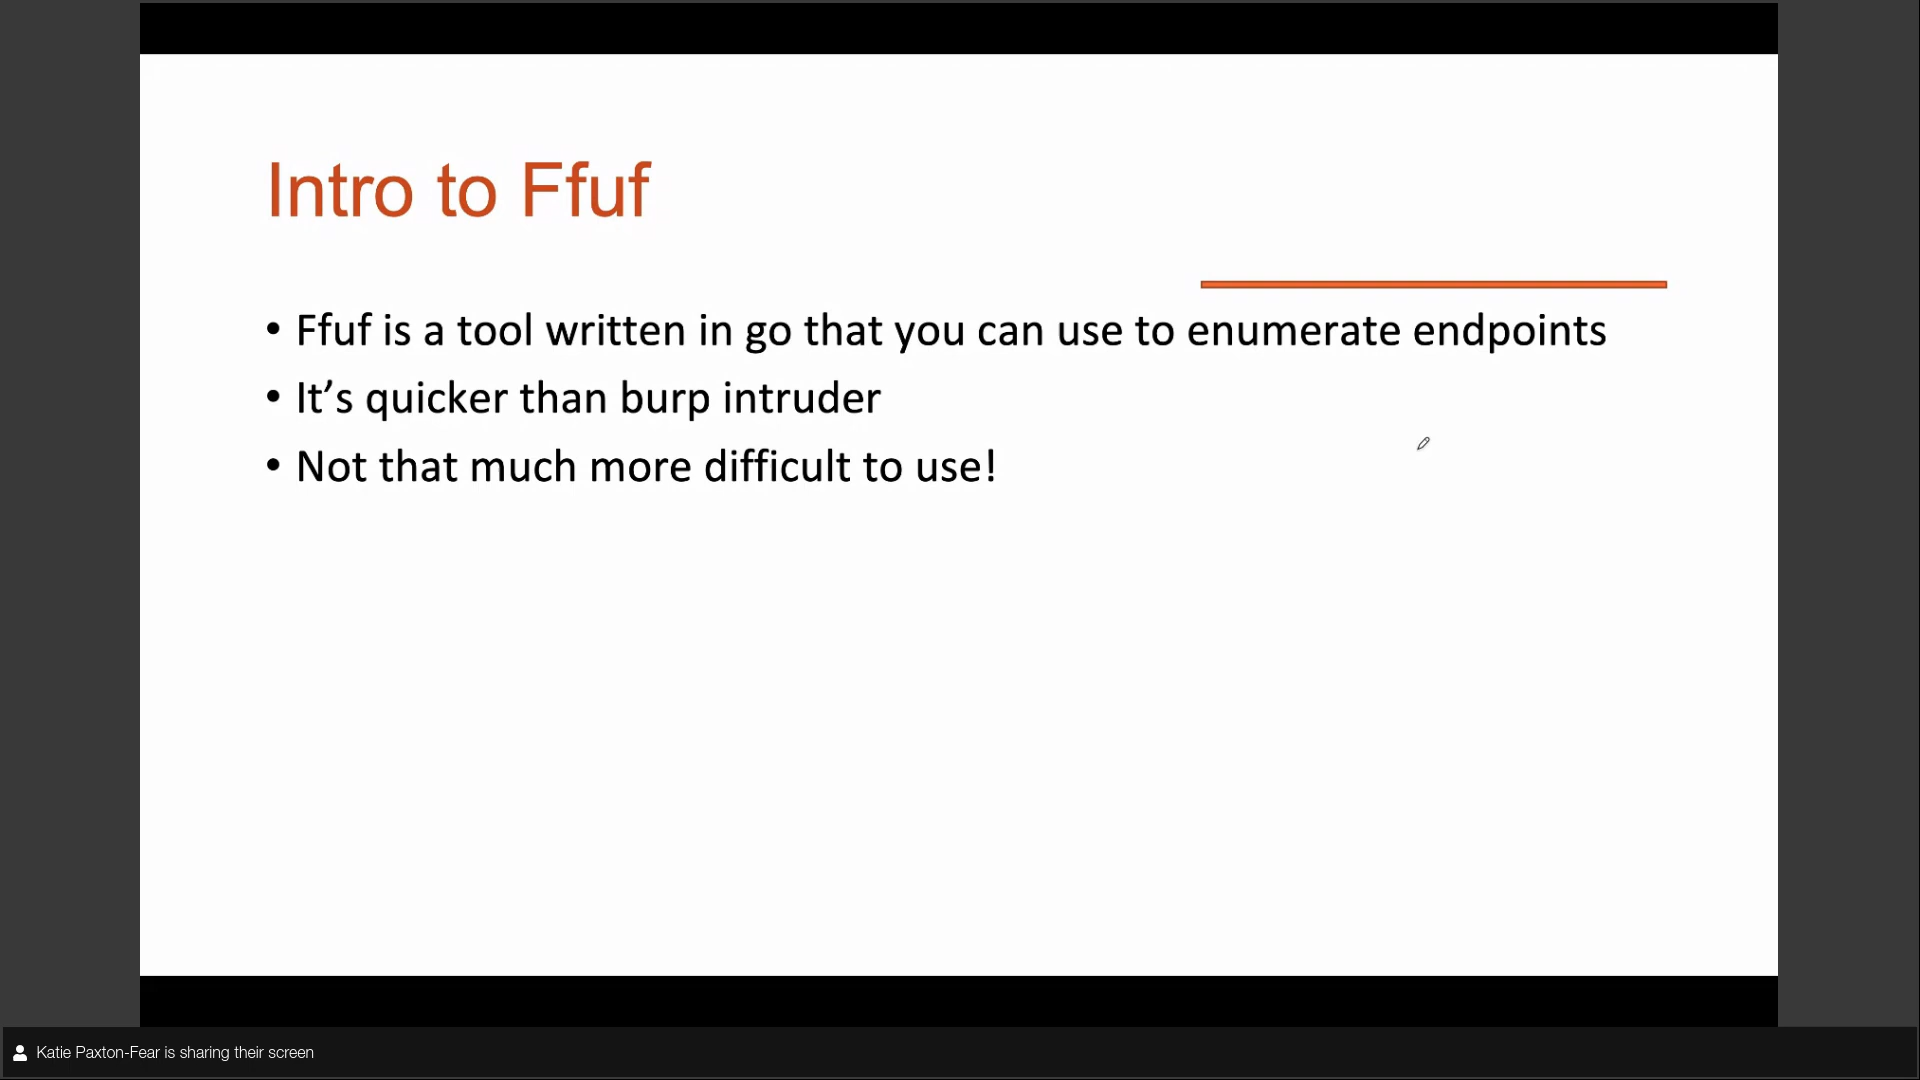 Intro to Ffuf
• Ffuf is a tool written in go that you can use to enumerate endpoints
• It’s quicker than burp intruder
• Not that much more difficult to use!
Katie Paxton-Fear is sharing their screen